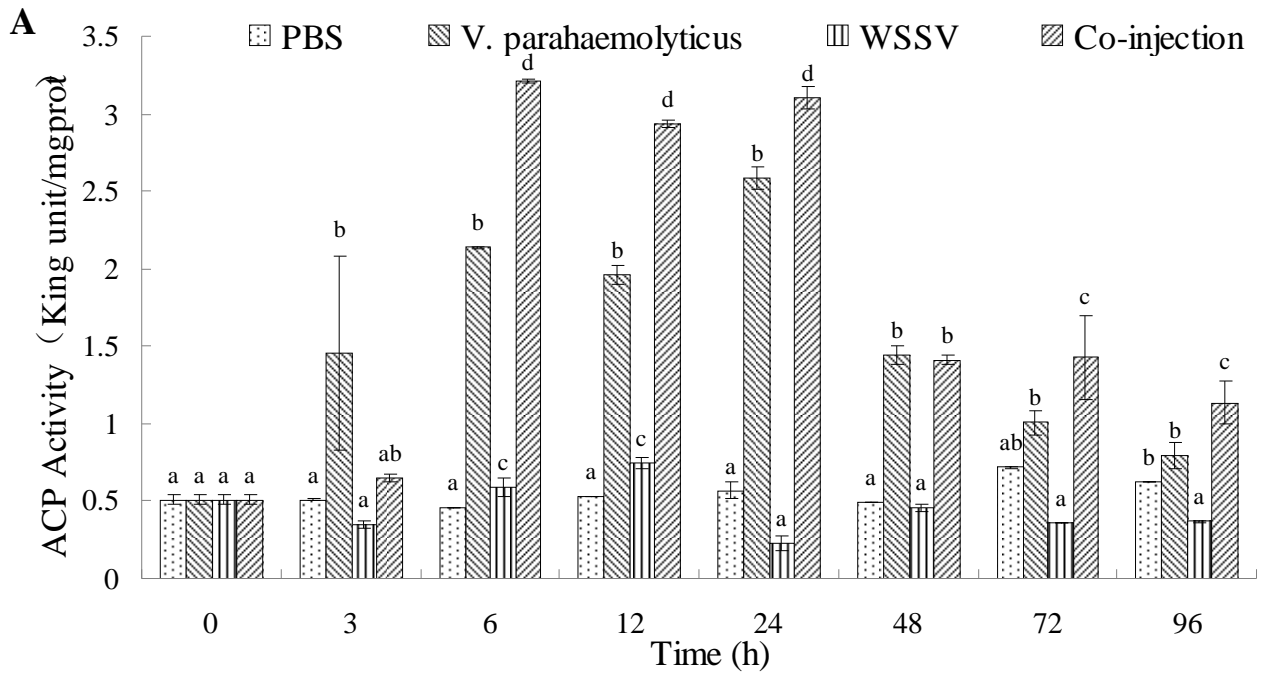 A
PBS V. parahaemolyticus WSSV Co-injection
ACP Activity（King unit/mgprot
3.5
3
2.5
2
1.5
1
0.5
0
a a a a
a b a ab
a b c d
a b c d
a b a d
a b a b
ab b a c
b b a c
0 3 6 12 24 48 72 96
Time (h)